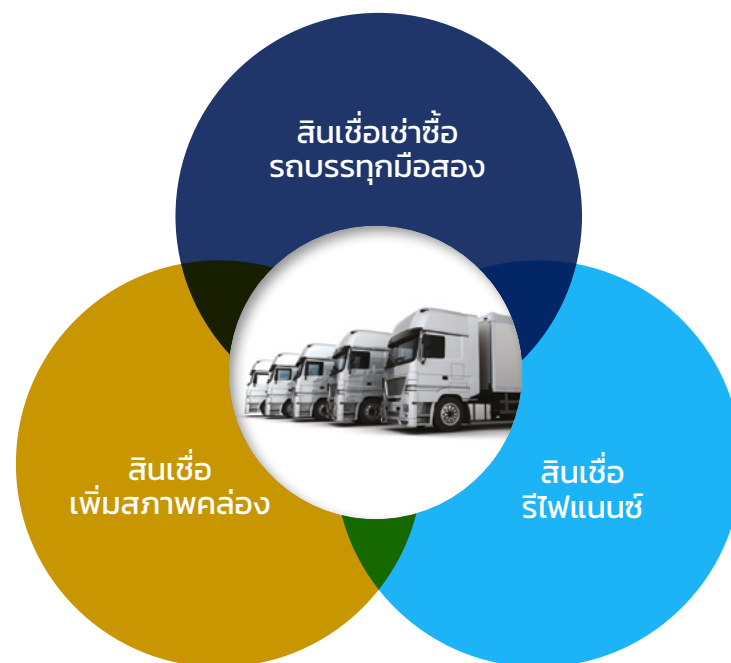 สินเชื่อเช่าซื้อ
รถบรรทุกมือสอง
สินเชื่อ
เพิ่มสภาพคล่อง
สินเชื่อ
รีไฟแนนซ์